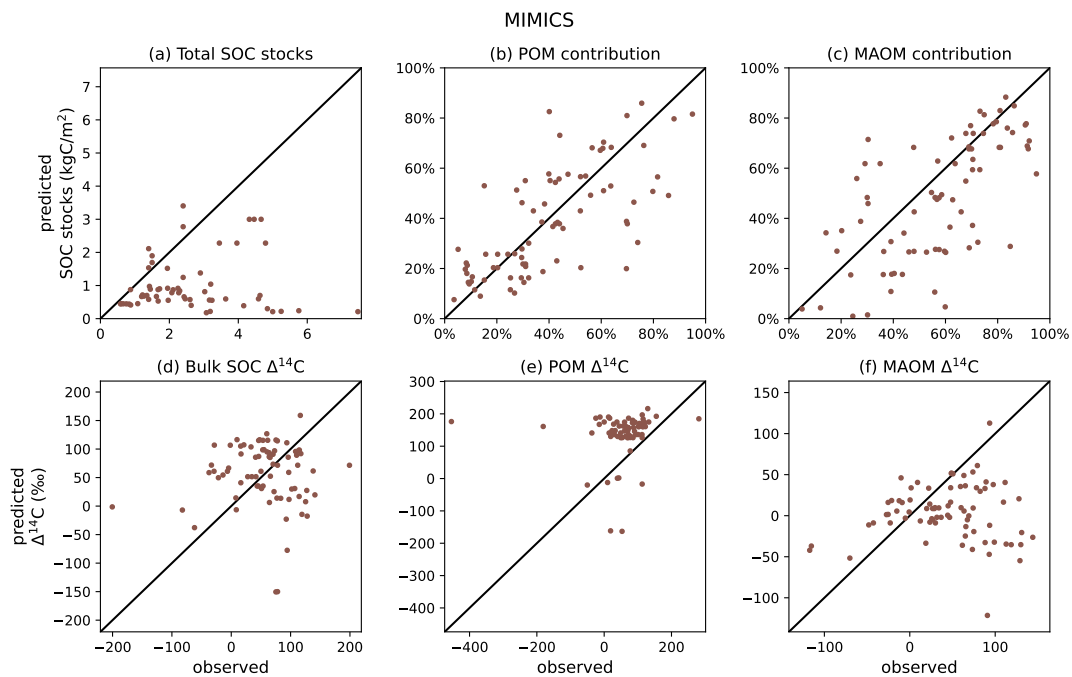 MIMICS
(a) Total SOC stocks
(b) POM contribution
(c) MAOM contribution
predicted
SOC stocks (kgC/m²)
7
6
5
4
3
2
1
0
0 2 4 6
100%
80%
60%
40%
20%
0%
0% 20% 40% 60% 80% 100%
100%
80%
60%
40%
20%
0%
0% 20% 40% 60% 80% 100%
(d) Bulk SOC Δ¹⁴C
(e) POM Δ¹⁴C
(f) MAOM Δ¹⁴C
predicted
Δ¹⁴C (‰)
200
150
100
50
0
−50
−100
−150
−200
−200 −100 0 100 200
observed
300
200
100
0
−100
−200
−300
−400
−400 −200 0 200
observed
150
100
50
0
−50
−100
−100 0 100
observed